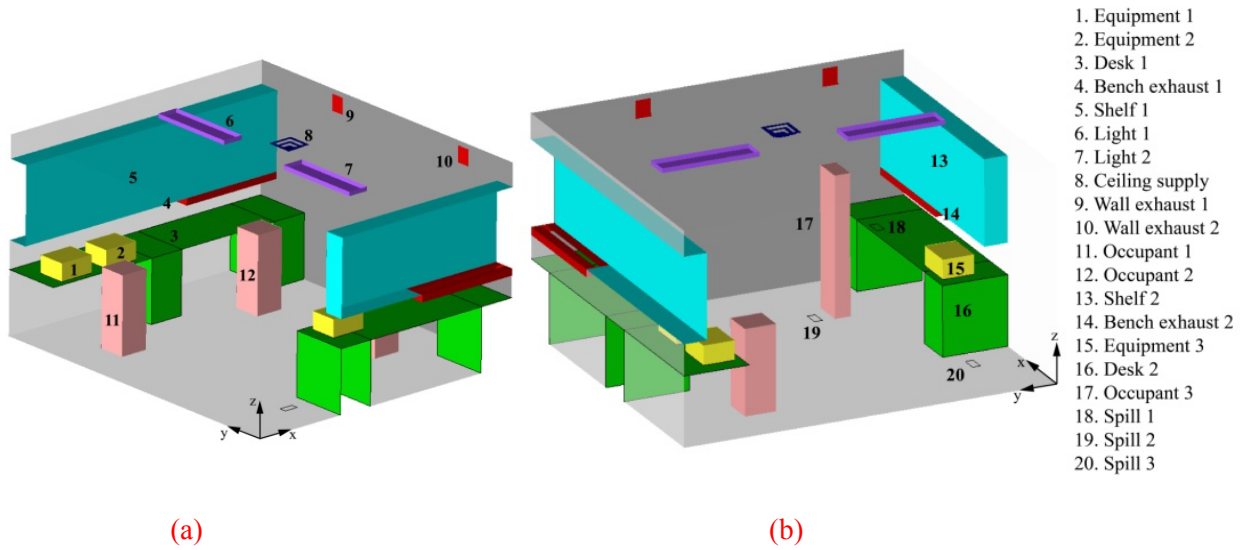 1. Equipment 1
2. Equipment 2
3. Desk 1
4. Bench exhaust 1
5. Shelf 1
6. Light 1
7. Light 2
8. Ceiling supply
9. Wall exhaust 1
10. Wall exhaust 2
11. Occupant 1
12. Occupant 2
13. Shelf 2
14. Bench exhaust 2
15. Equipment 3
16. Desk 2
17. Occupant 3
18. Spill 1
19. Spill 2
20. Spill 3
6
8
9
7
10
5
4
3
1
2
12
11
z
y
x
(a)
13
17
14
18
15
16
19
20
z
x
y
(b)